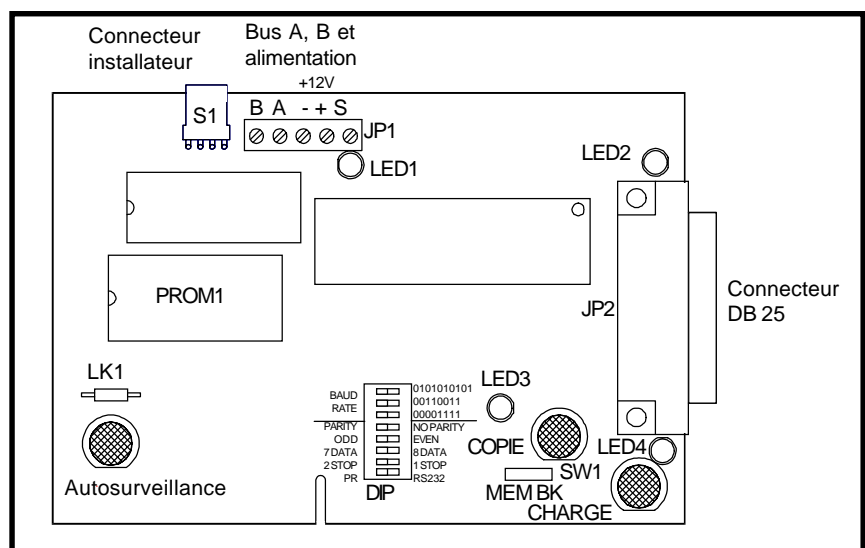 Connecteur
installateur
Bus A, B et
alimentation
+12V
S1
B A - + S
JP1
LED1
LED2
PROM1
JP2
Connecteur
DB 25
LK1
Autosurveillance
BAUD
RATE
PARITY
ODD
7 DATA
2 STOP
PR
0101010101
00110011
00001111
NO PARITY
EVEN
8 DATA
1 STOP
RS232
DIP
LED3
COPIE
SW1
LED4
MEM BK
CHARGE